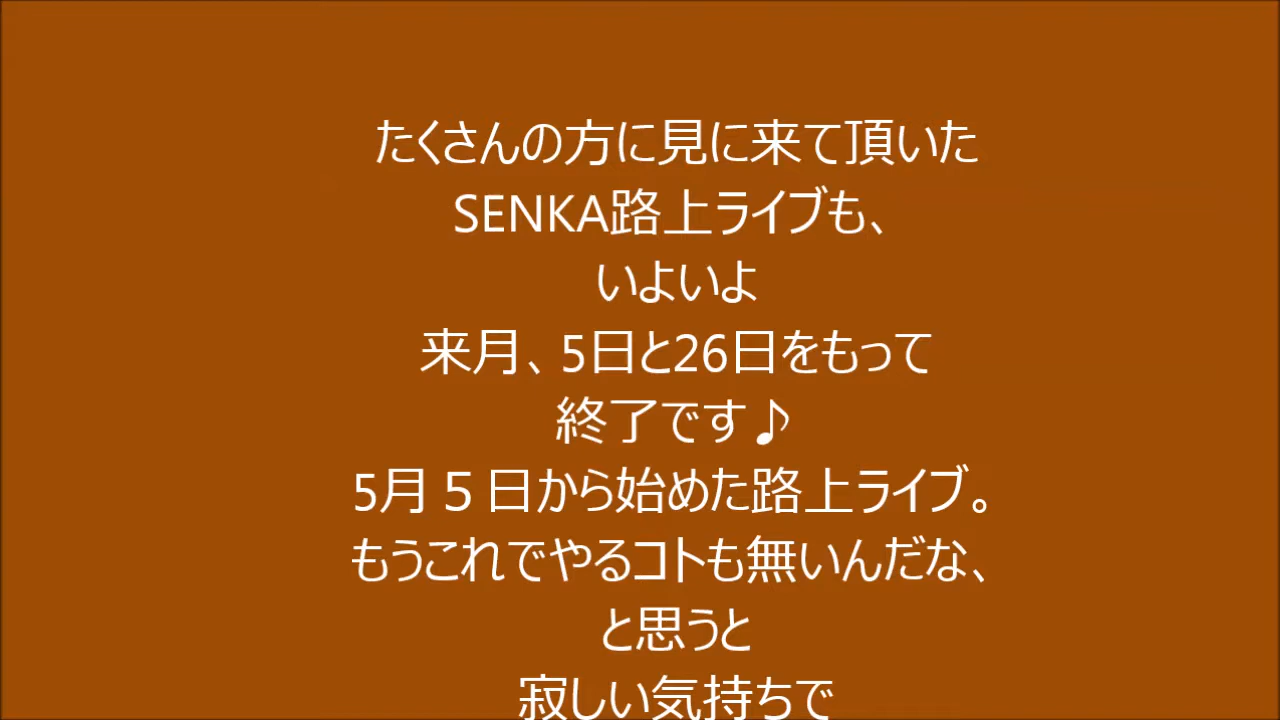 たくさんの方に見に来て頂いた
SENKA路上ライブも、
いよいよ
来月、5日と26日をもって
終了です♪
5月５日から始めた路上ライブ。
もうこれでやるコトも無いんだな、
と思うと
寂しい気持ちで